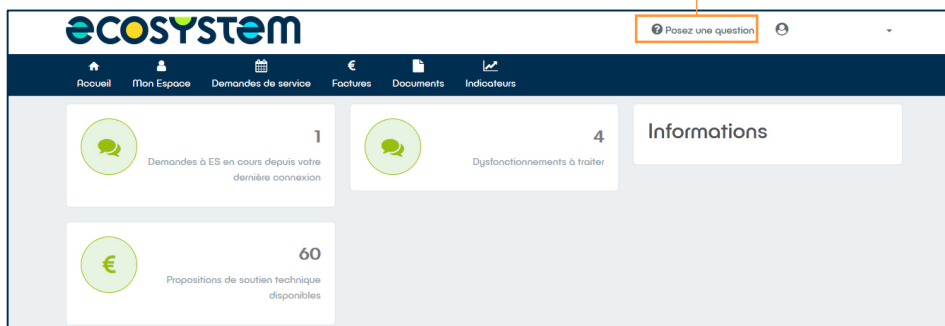 ecosystem
Posez une question
Accueil
Mon Espace
Demandes de service
Factures
Documents
Indicateurs
1
Demandes à ES en cours depuis votre
dernière connexion
4
Dysfonctionnements à traiter
Informations
60
Propositions de soutien technique
disponibles